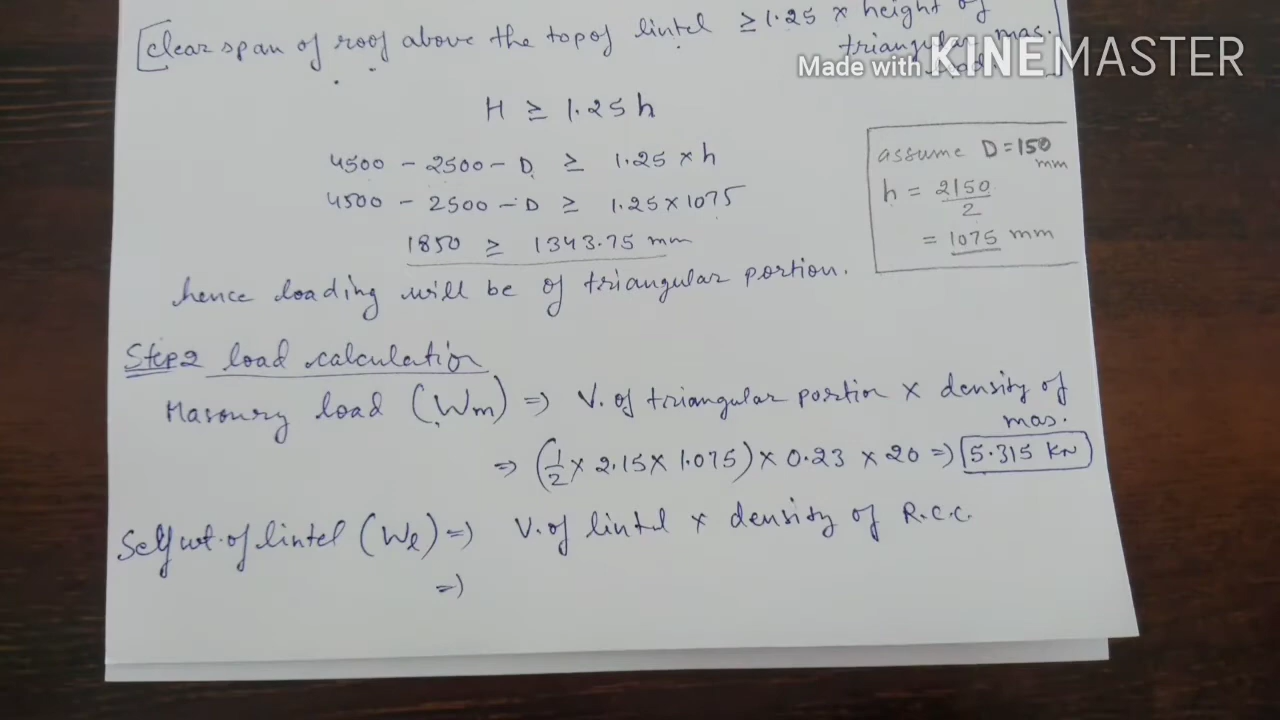 [clear span of roof above the top of lintel ≥ 1.25 x height of
triangular mas.
Made with KINEMASTER
H ≥ 1.25 h
4500 - 2500 - D ≥ 1.25 x h
4500 - 2500 - D ≥ 1.25 x 1075
1850 ≥ 1343.75 mm
assume D = 150
mm
h = 2150
2
= 1075 mm
hence loading will be of triangular portion.
Step 2 load calculation
Masonry load (Wm) => V. of triangular portion x density of
mas.
=> (1/2 x 2.15 x 1.075) x 0.23 x 20 => 5.315 KN
Self wt. of lintel (Wl) => V. of lintel x density of R.C.C.
=>